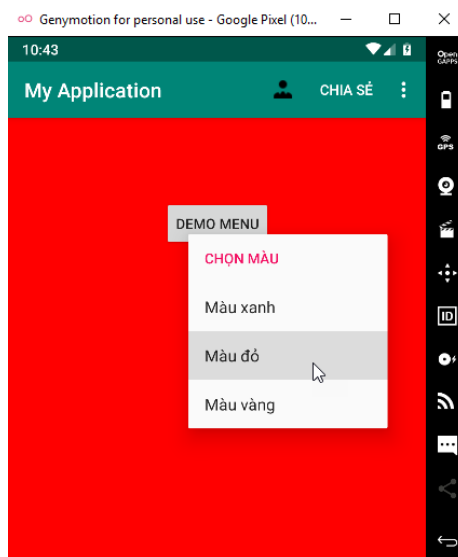 Genymotion for personal use - Google Pixel (10...
10:43
My Application
CHIA SẺ
DEMO MENU
CHỌN MÀU
Màu xanh
Màu đỏ
Màu vàng
Open
GAPPS
GPS
ID